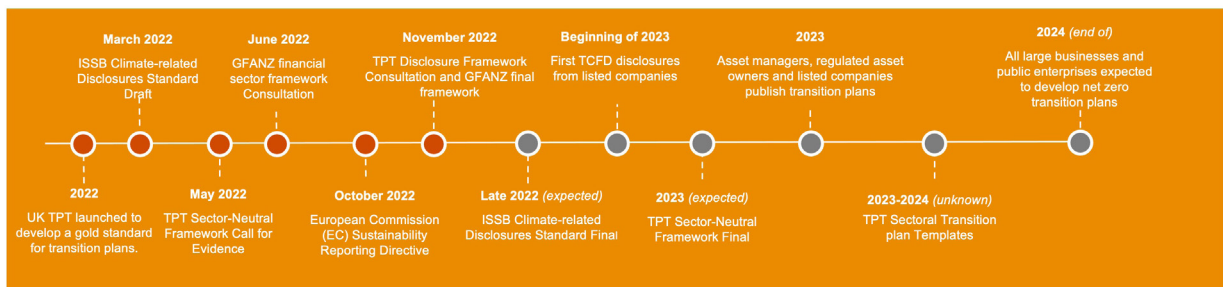 March 2022
ISSB Climate-related
Disclosures Standard
Draft
June 2022
GFANZ financial
sector framework
Consultation
November 2022
TPT Disclosure Framework
Consultation and GFANZ final
framework
Beginning of 2023
First TCFD disclosures
from listed companies
2023
Asset managers, regulated asset
owners and listed companies
publish transition plans
2024 (end of)
All large businesses and
public enterprises expected
to develop net zero
transition plans
2022
UK TPT launched to
develop a gold standard
for transition plans.
May 2022
TPT Sector-Neutral
Framework Call for
Evidence
October 2022
European Commission
(EC) Sustainability
Reporting Directive
Late 2022 (expected)
ISSB Climate-related
Disclosures Standard Final
2023 (expected)
TPT Sector-Neutral
Framework Final
2023-2024 (unknown)
TPT Sectoral Transition
plan Templates